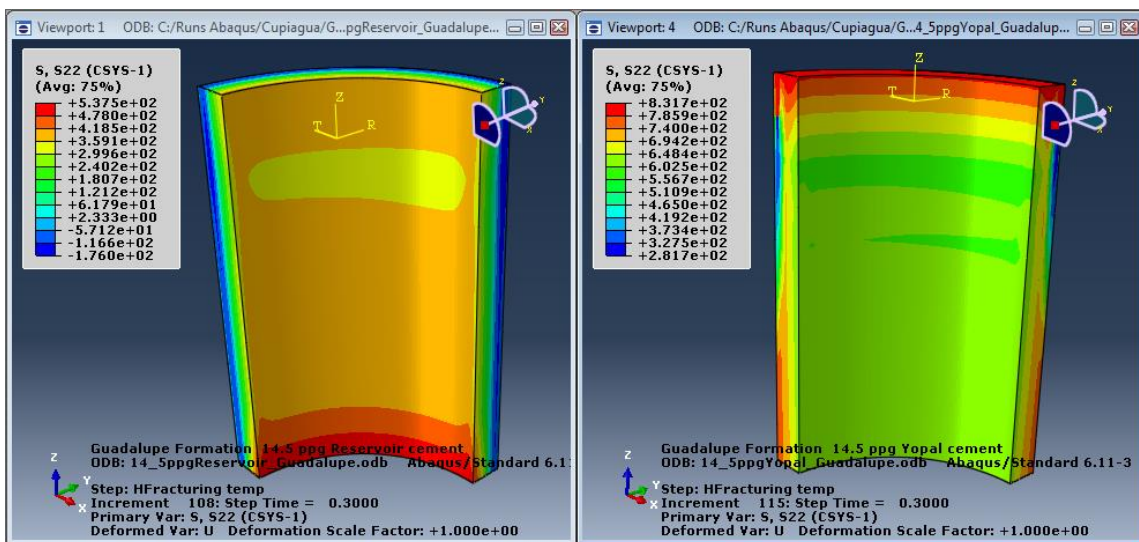 Viewport: 1 ODB: C:/Runs Abaqus/Cupiagua/G...pgReservoir_Guadalupe...
S, S22 (CSYS-1)
(Avg: 75%)
+5.375e+02
+4.780e+02
+4.185e+02
+3.591e+02
+2.996e+02
+2.402e+02
+1.807e+02
+1.212e+02
+6.179e+01
+2.333e+00
-5.712e+01
-1.166e+02
-1.760e+02
Z
T R
Z
Y
X
Guadalupe Formation 14.5 ppg Reservoir cement
ODB: 14_5ppgReservoir_Guadalupe.odb Abaqus/Standard 6.11
Step: HFracturing temp
Increment 108: Step Time = 0.3000
Primary Var: S, S22 (CSYS-1)
Deformed Var: U Deformation Scale Factor: +1.000e+00
Z
Y
X
Viewport: 4 ODB: C:/Runs Abaqus/Cupiagua/G...4_5ppgYopal_Guadalup...
S, S22 (CSYS-1)
(Avg: 75%)
+8.317e+02
+7.859e+02
+7.400e+02
+6.942e+02
+6.484e+02
+6.025e+02
+5.567e+02
+5.109e+02
+4.650e+02
+4.192e+02
+3.734e+02
+3.275e+02
+2.817e+02
Z
T R
Z
Y
X
Guadalupe Formation 14.5 ppg Yopal cement
ODB: 14_5ppgYopal_Guadalupe.odb Abaqus/Standard 6.11-3
Step: HFracturing temp
Increment 115: Step Time = 0.3000
Primary Var: S, S22 (CSYS-1)
Deformed Var: U Deformation Scale Factor: +1.000e+00
Z
Y
X